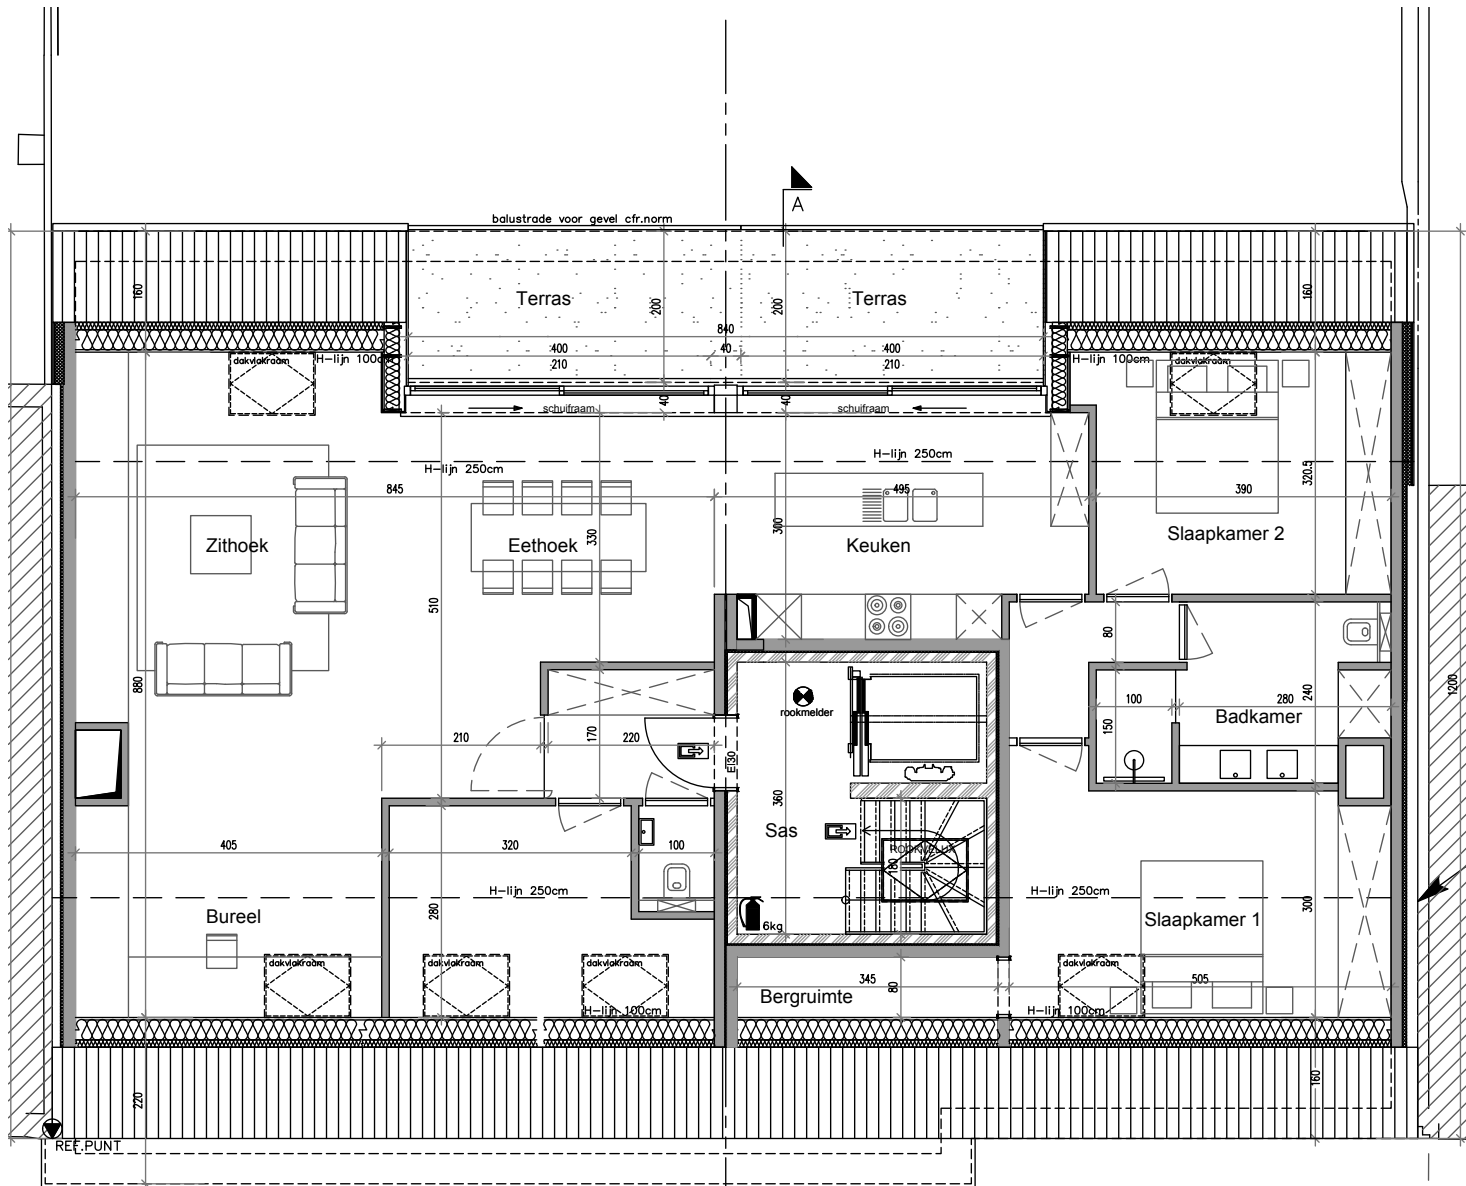 A
balustrade voor gevel cfr.norm
160
Terras
200
200
Terras
160
840
400
40
400
210
210
dakvlakraam
H-lijn 100cm
H-lijn 100cm
dakvlakraam
40
40
schuifraam
schuifraam
H-lijn 250cm
H-lijn 250cm
320.5
845
495
390
Zithoek
Eethoek
330
300
Keuken
Slaapkamer 2
510
80
880
rookmelder
100
280
240
1200
150
Badkamer
210
170
220
EI30
360
Sas
405
320
100
ROOKVELUX
180
H-lijn 250cm
H-lijn 250cm
280
300
Bureel
6kg
Slaapkamer 1
dakvlakraam
dakvlakraam
dakvlakraam
dakvlakraam
345
80
505
Bergruimte
H-lijn 100cm
H-lijn 100cm
220
160
REF.PUNT